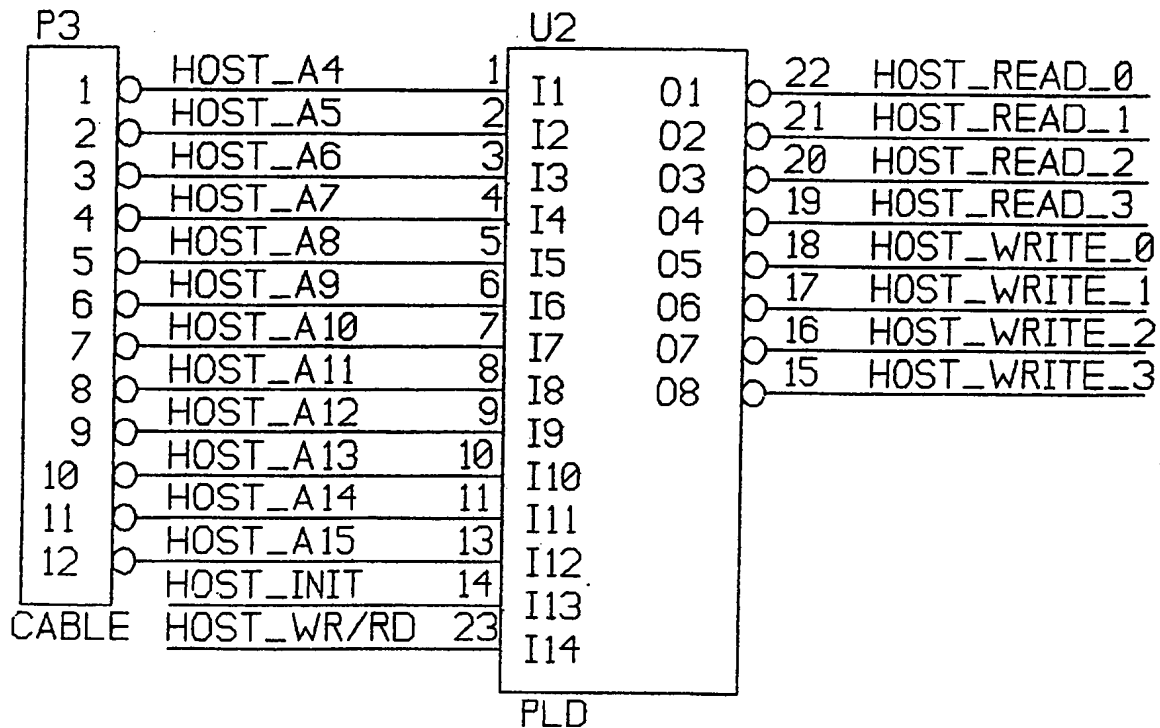 P3 U2
HOST_A4 1 22 HOST_READ_0
1 I1 O1
HOST_A5 2 21 HOST_READ_1
2 I2 O2
HOST_A6 3 20 HOST_READ_2
3 I3 O3
HOST_A7 4 19 HOST_READ_3
4 I4 O4
HOST_A8 5 18 HOST_WRITE_0
5 I5 O5
HOST_A9 6 17 HOST_WRITE_1
6 I6 O6
HOST_A10 7 16 HOST_WRITE_2
7 I7 O7
HOST_A11 8 15 HOST_WRITE_3
8 I8 O8
HOST_A12 9
9 I9
HOST_A13 10
10 I10
HOST_A14 11
11 I11
HOST_A15 13
12 I12
HOST_INIT 14
I13
CABLE HOST_WR/RD 23
I14
PLD